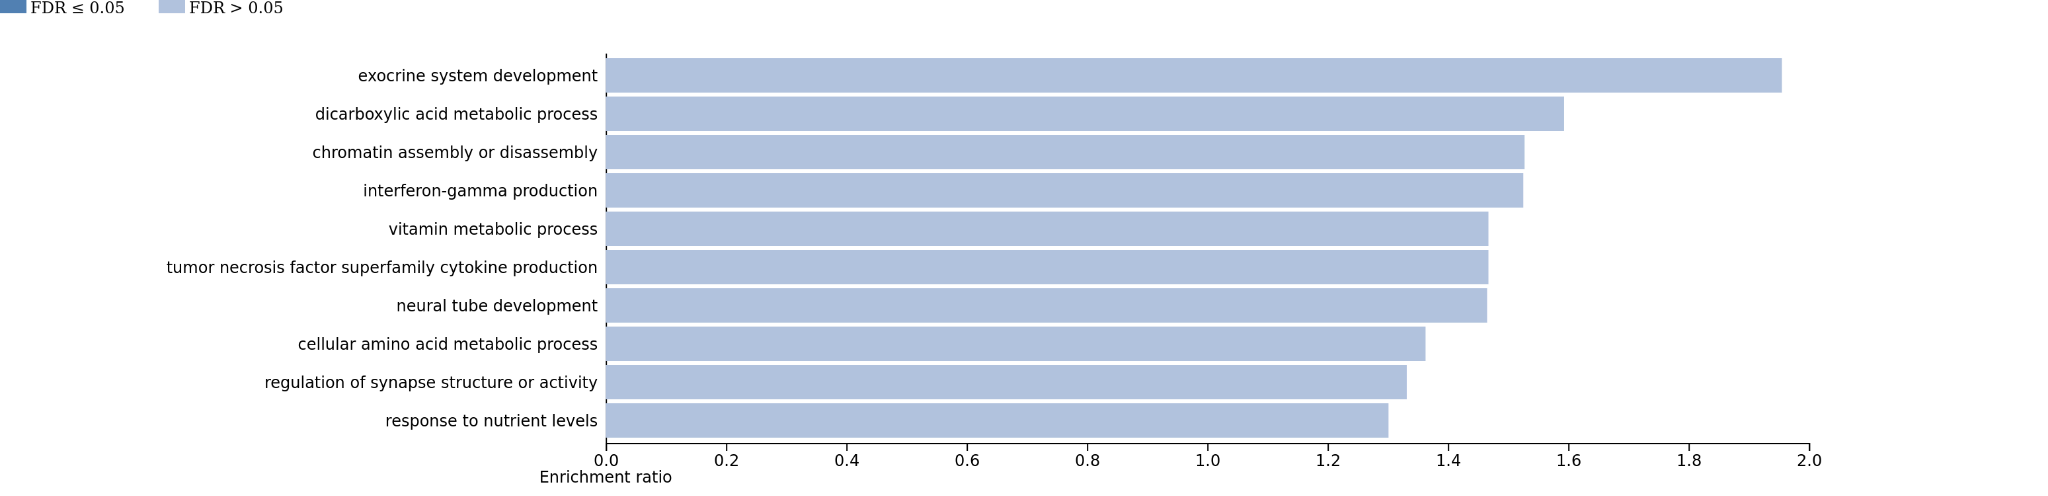 FDR ≤ 0.05 FDR > 0.05
exocrine system development
dicarboxylic acid metabolic process
chromatin assembly or disassembly
interferon-gamma production
vitamin metabolic process
tumor necrosis factor superfamily cytokine production
neural tube development
cellular amino acid metabolic process
regulation of synapse structure or activity
response to nutrient levels
0.0 0.2 0.4 0.6 0.8 1.0 1.2 1.4 1.6 1.8 2.0
Enrichment ratio